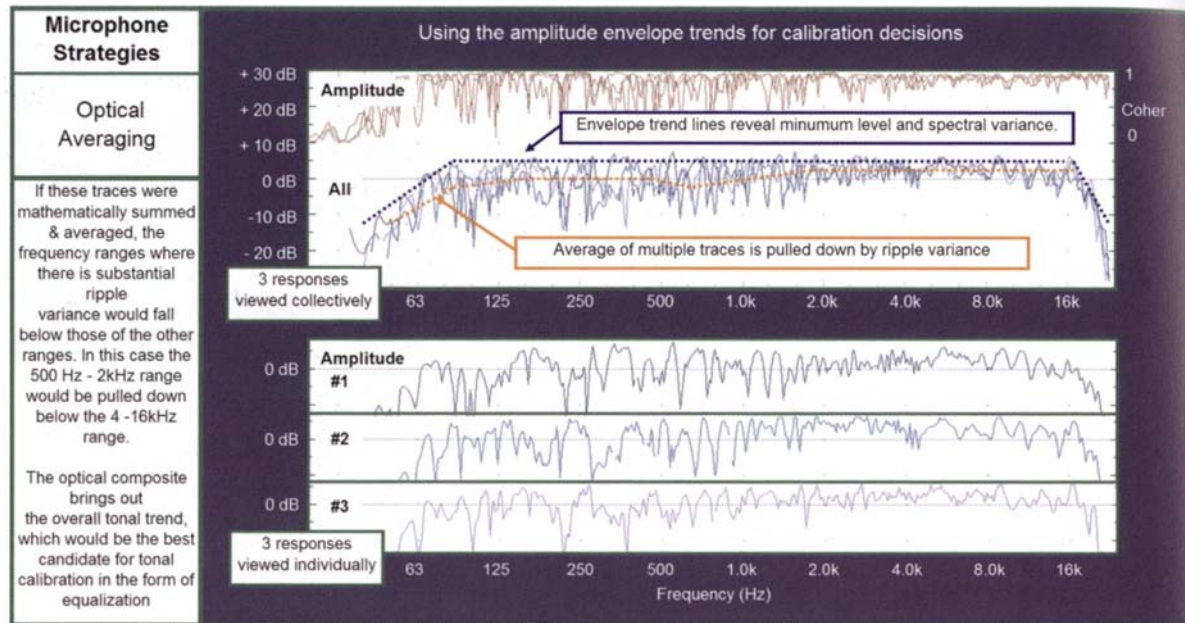 Microphone
Strategies
Optical
Averaging
If these traces were
mathematically summed
& averaged, the
frequency ranges where
there is substantial
ripple
variance would fall
below those of the other
ranges. In this case the
500 Hz - 2kHz range
would be pulled down
below the 4 -16kHz
range.
The optical composite
brings out
the overall tonal trend,
which would be the best
candidate for tonal
calibration in the form of
equalization
Using the amplitude envelope trends for calibration decisions
+ 30 dB
+ 20 dB
+ 10 dB
0 dB
-10 dB
- 20 dB
Amplitude
All
1
Coher
0
Envelope trend lines reveal minumum level and spectral variance.
Average of multiple traces is pulled down by ripple variance
3 responses
viewed collectively
63 125 250 500 1.0k 2.0k 4.0k 8.0k 16k
Amplitude
0 dB #1
0 dB #2
0 dB #3
3 responses
viewed individually
63 125 250 500 1.0k 2.0k 4.0k 8.0k 16k
Frequency (Hz)